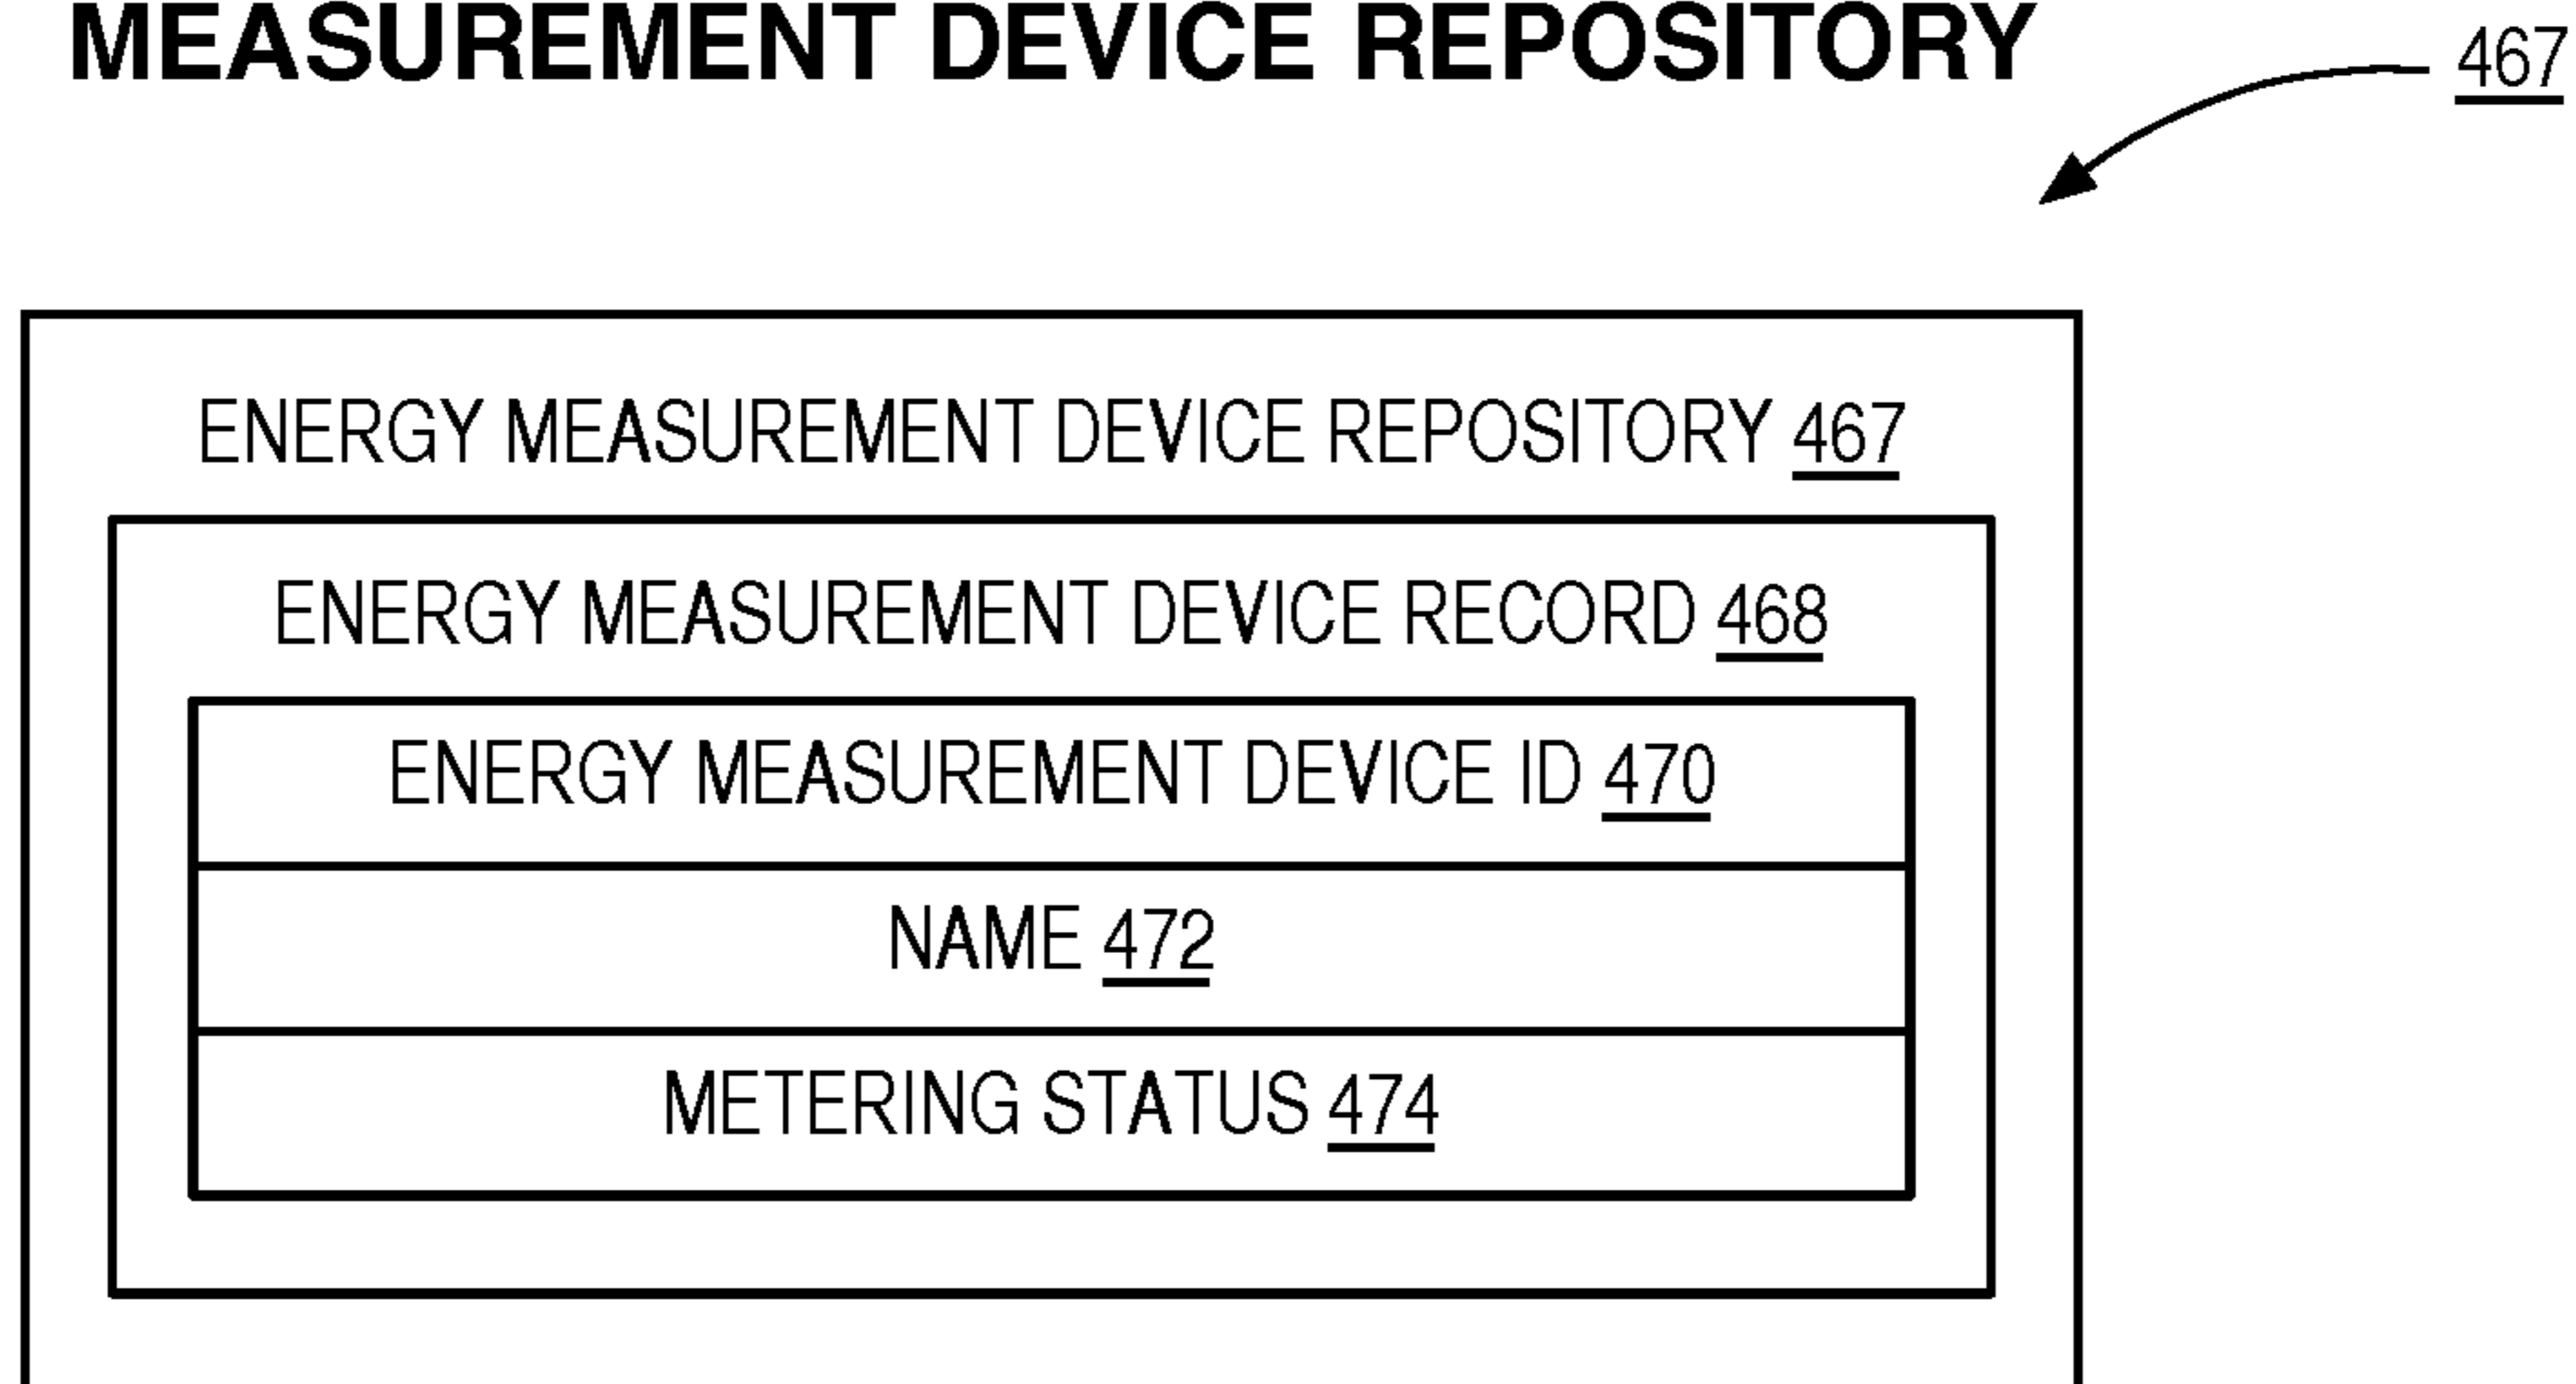 MEASUREMENT DEVICE REPOSITORY
467
ENERGY MEASUREMENT DEVICE REPOSITORY 467
ENERGY MEASUREMENT DEVICE RECORD 468
ENERGY MEASUREMENT DEVICE ID 470
NAME 472
METERING STATUS 474